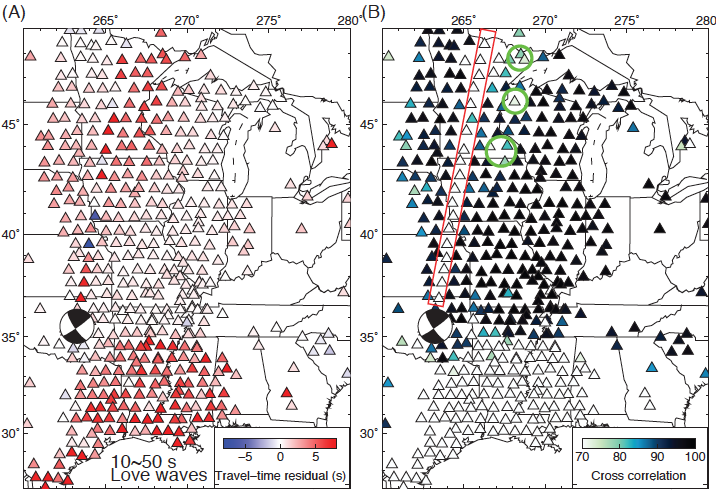 (A)
265° 270° 275° 280°
45°
40°
35°
30°
10~50 s
Love waves
−5 0 5
Travel–time residual (s)
(B)
265° 270° 275° 280°
45°
40°
35°
30°
70 80 90 100
Cross correlation